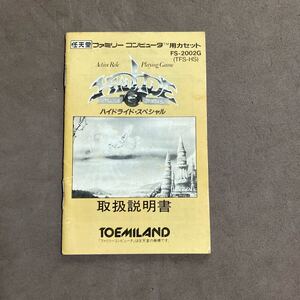 任天堂 ファミリー コンピュータ™用カセット
FS-2002G
(TFS-HS)
Active Role Playing Game
HYDLIDE
ハイドライド・スペシャル
取扱説明書
TOEMILAND
「ファミリーコンピュータ」は任天堂の商標です。